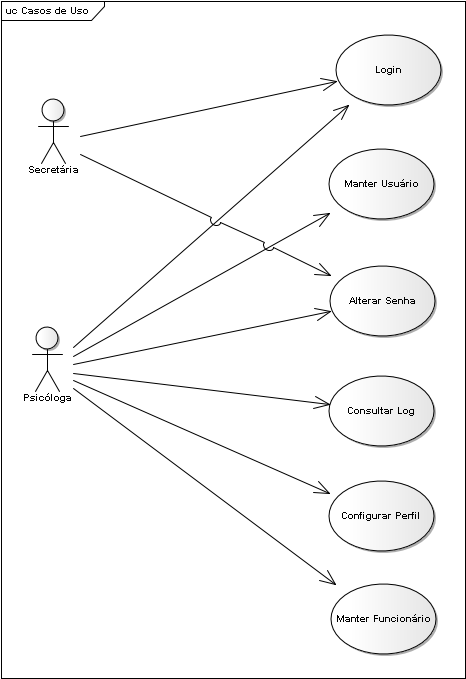 uc Casos de Uso
Login
Secretária
Manter Usuário
Alterar Senha
Psicóloga
Consultar Log
Configurar Perfil
Manter Funcionário